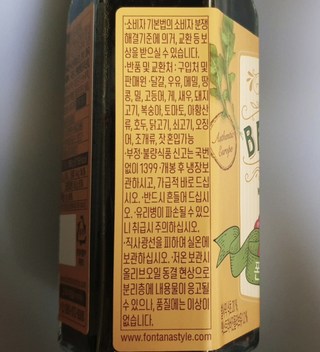 ·소비자 기본법의 소비자 분쟁
해결기준에 의거, 교환 등 보
상을 받으실 수 있습니다.
·반품 및 교환처 : 구입처 및
판매원 ·달걀, 우유, 메밀, 땅
콩, 밀, 고등어, 게, 새우, 돼지
고기, 복숭아, 토마토, 아황산
류, 호두, 닭고기, 쇠고기, 오징
어, 조개류, 잣 혼입가능
·부정·불량식품 신고는 국번
없이 1399 ·개봉 후 냉장보
관하시고, 가급적 빠르 드십
시오. ·반드시 흔들어 드십시
오. ·유리병이 파손될 수 있으
니 취급시 주의하십시오.
·직사광선을 피하여 실온에
보관하십시오. ·저온 보관시
올리브오일 동결 현상으로
분리층에 내용물이 응고될
수 있으나, 품질에는 이상이
없습니다.
www.fontanastyle.com
Authentic
Europe